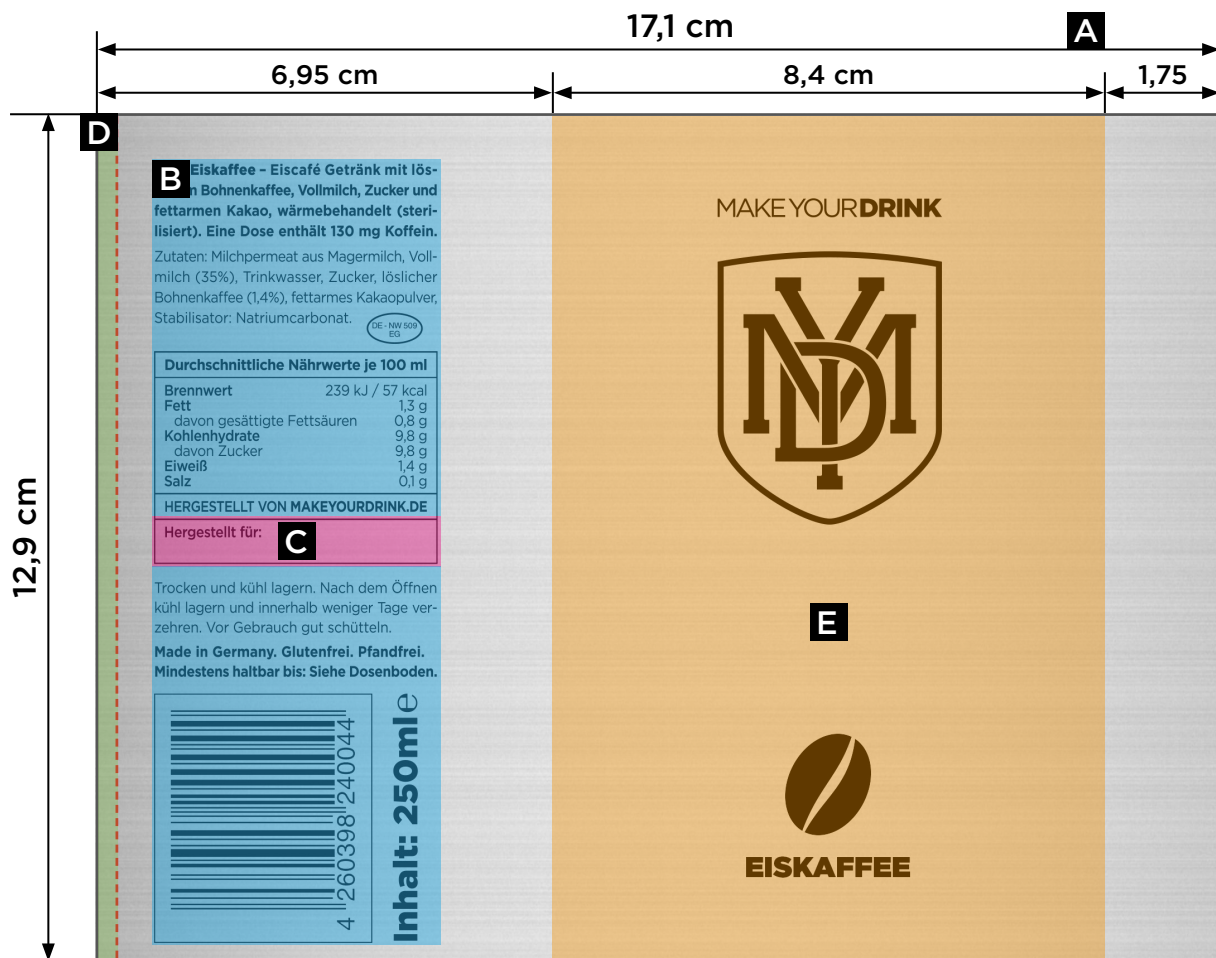 17,1 cm
A
6,95 cm
8,4 cm
1,75
12,9 cm
D
B
Eiskaffee – Eiscafé Getränk mit lös-
Bohnenkaffee, Vollmilch, Zucker und
fettarmen Kakao, wärmebehandelt (steri-
lisiert). Eine Dose enthält 130 mg Koffein.
Zutaten: Milchpermeat aus Magermilch, Voll-
milch (35%), Trinkwasser, Zucker, löslicher
Bohnenkaffee (1,4%), fettarmes Kakaopulver,
Stabilisator: Natriumcarbonat.
DE - NW 509
EG
Durchschnittliche Nährwerte je 100 ml
Brennwert 239 kJ / 57 kcal
Fett 1,3 g
davon gesättigte Fettsäuren 0,8 g
Kohlenhydrate 9,8 g
davon Zucker 9,8 g
Eiweiß 1,4 g
Salz 0,1 g
HERGESTELLT VON MAKEYOURDRINK.DE
Hergestellt für:
C
Trocken und kühl lagern. Nach dem Öffnen
kühl lagern und innerhalb weniger Tage ver-
zehren. Vor Gebrauch gut schütteln.
Made in Germany. Glutenfrei. Pfandfrei.
Mindestens haltbar bis: Siehe Dosenboden.
4 260398 240044
Inhalt: 250ml ℮
MAKE YOUR DRINK
MYD
E
EISKAFFEE